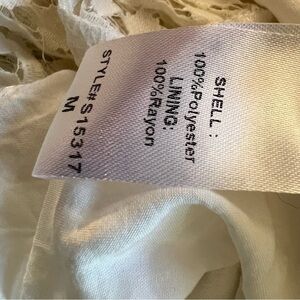 SHELL :
100%Polyester
LINING:
100%Rayon
STYLE#S15317
M